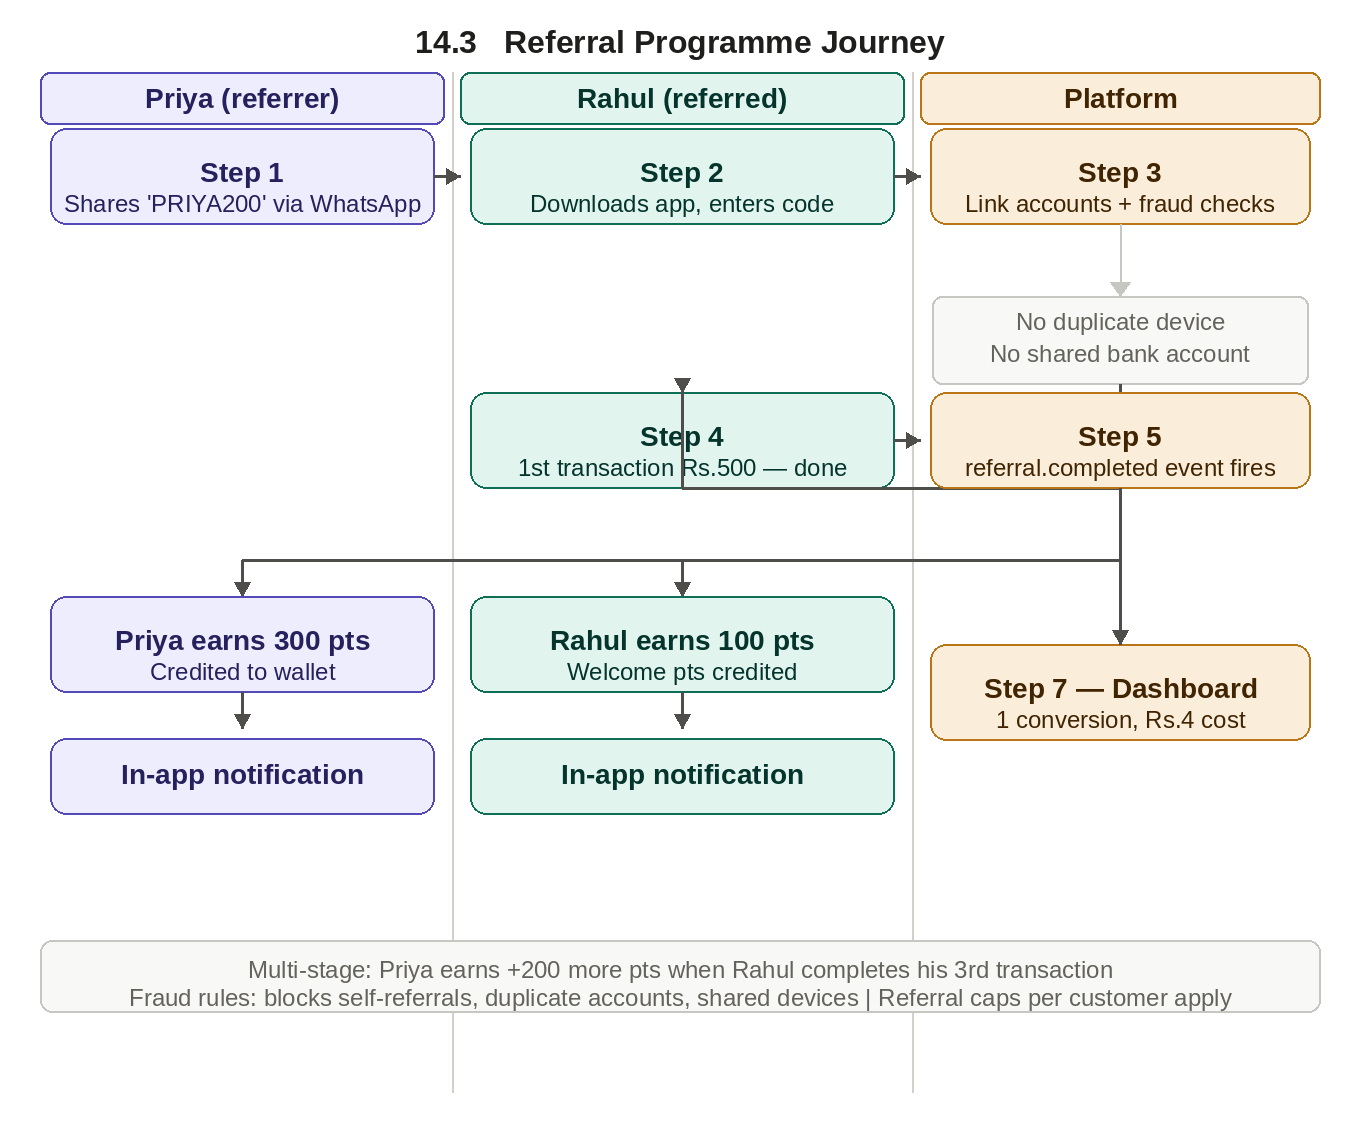 14.3 Referral Programme Journey
Priya (referrer)
Rahul (referred)
Platform
Step 1
Shares 'PRIYA200' via WhatsApp
Step 2
Downloads app, enters code
Step 3
Link accounts + fraud checks
No duplicate device
No shared bank account
Step 4
1st transaction Rs.500 — done
Step 5
referral.completed event fires
Priya earns 300 pts
Credited to wallet
Rahul earns 100 pts
Welcome pts credited
Step 7 — Dashboard
1 conversion, Rs.4 cost
In-app notification
In-app notification
Multi-stage: Priya earns +200 more pts when Rahul completes his 3rd transaction
Fraud rules: blocks self-referrals, duplicate accounts, shared devices | Referral caps per customer apply